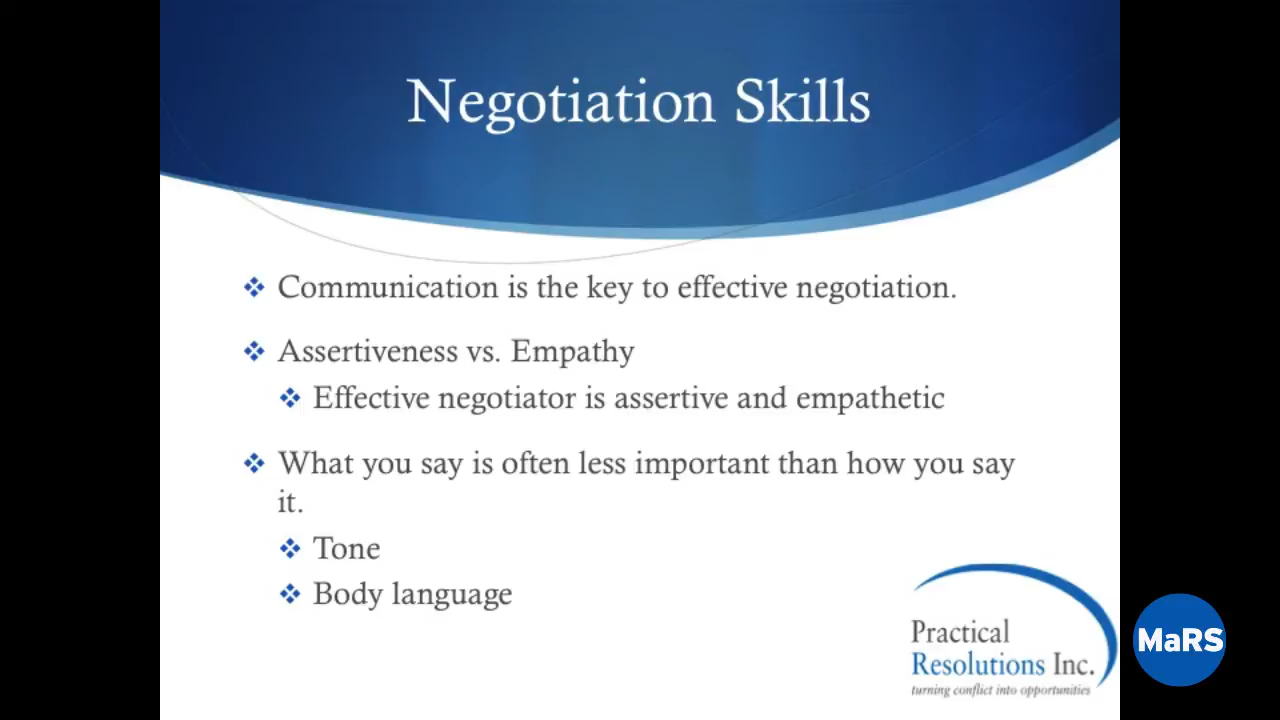 Negotiation Skills
Communication is the key to effective negotiation.
Assertiveness vs. Empathy
Effective negotiator is assertive and empathetic
What you say is often less important than how you say
it.
Tone
Body language
Practical
Resolutions Inc.
turning conflict into opportunities
MaRS